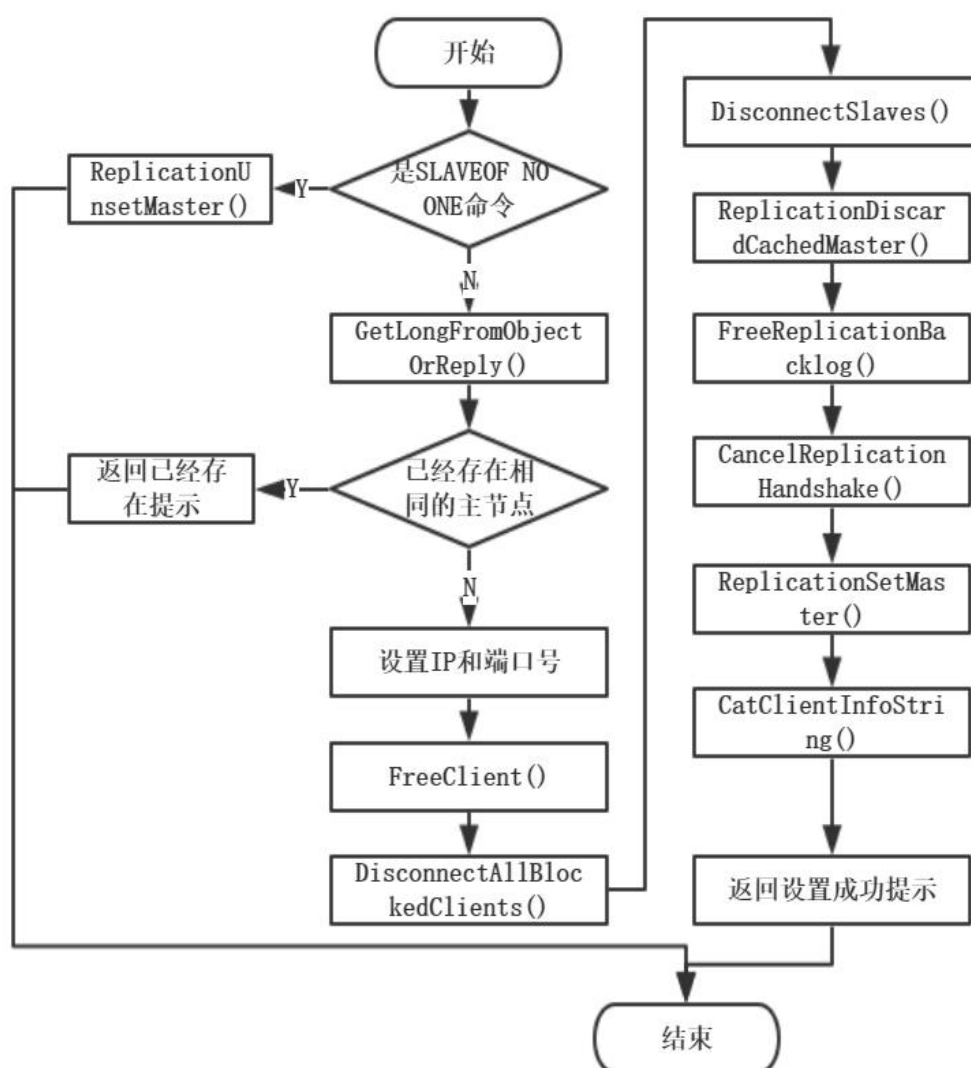 开始
是SLAVEOF NO
ONE命令
Y
ReplicationU
nsetMaster()
N
GetLongFromObject
OrReply()
已经存在相
同的主节点
Y
返回已经存
在提示
N
设置IP和端口号
FreeClient()
DisconnectAllBloc
kedClients()
DisconnectSlaves()
ReplicationDiscar
dCachedMaster()
FreeReplicationBa
cklog()
CancelReplication
Handshake()
ReplicationSetMas
ter()
CatClientInfoStri
ng()
返回设置成功提示
结束